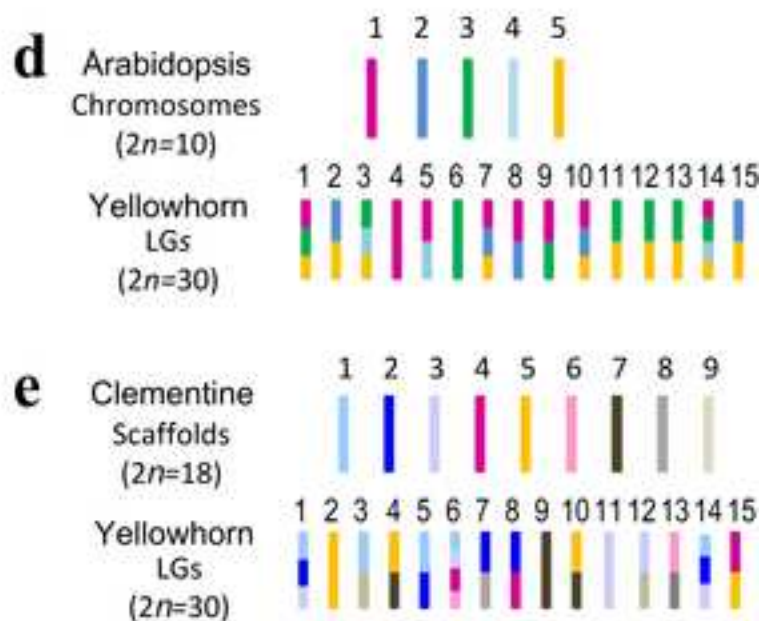 d
1 2 3 4 5
Arabidopsis
Chromosomes
(2n=10)
1 2 3 4 5 6 7 8 9 10 11 12 13 14 15
Yellowhorn
LGs
(2n=30)
e
1 2 3 4 5 6 7 8 9
Clementine
Scaffolds
(2n=18)
1 2 3 4 5 6 7 8 9 10 11 12 13 14 15
Yellowhorn
LGs
(2n=30)